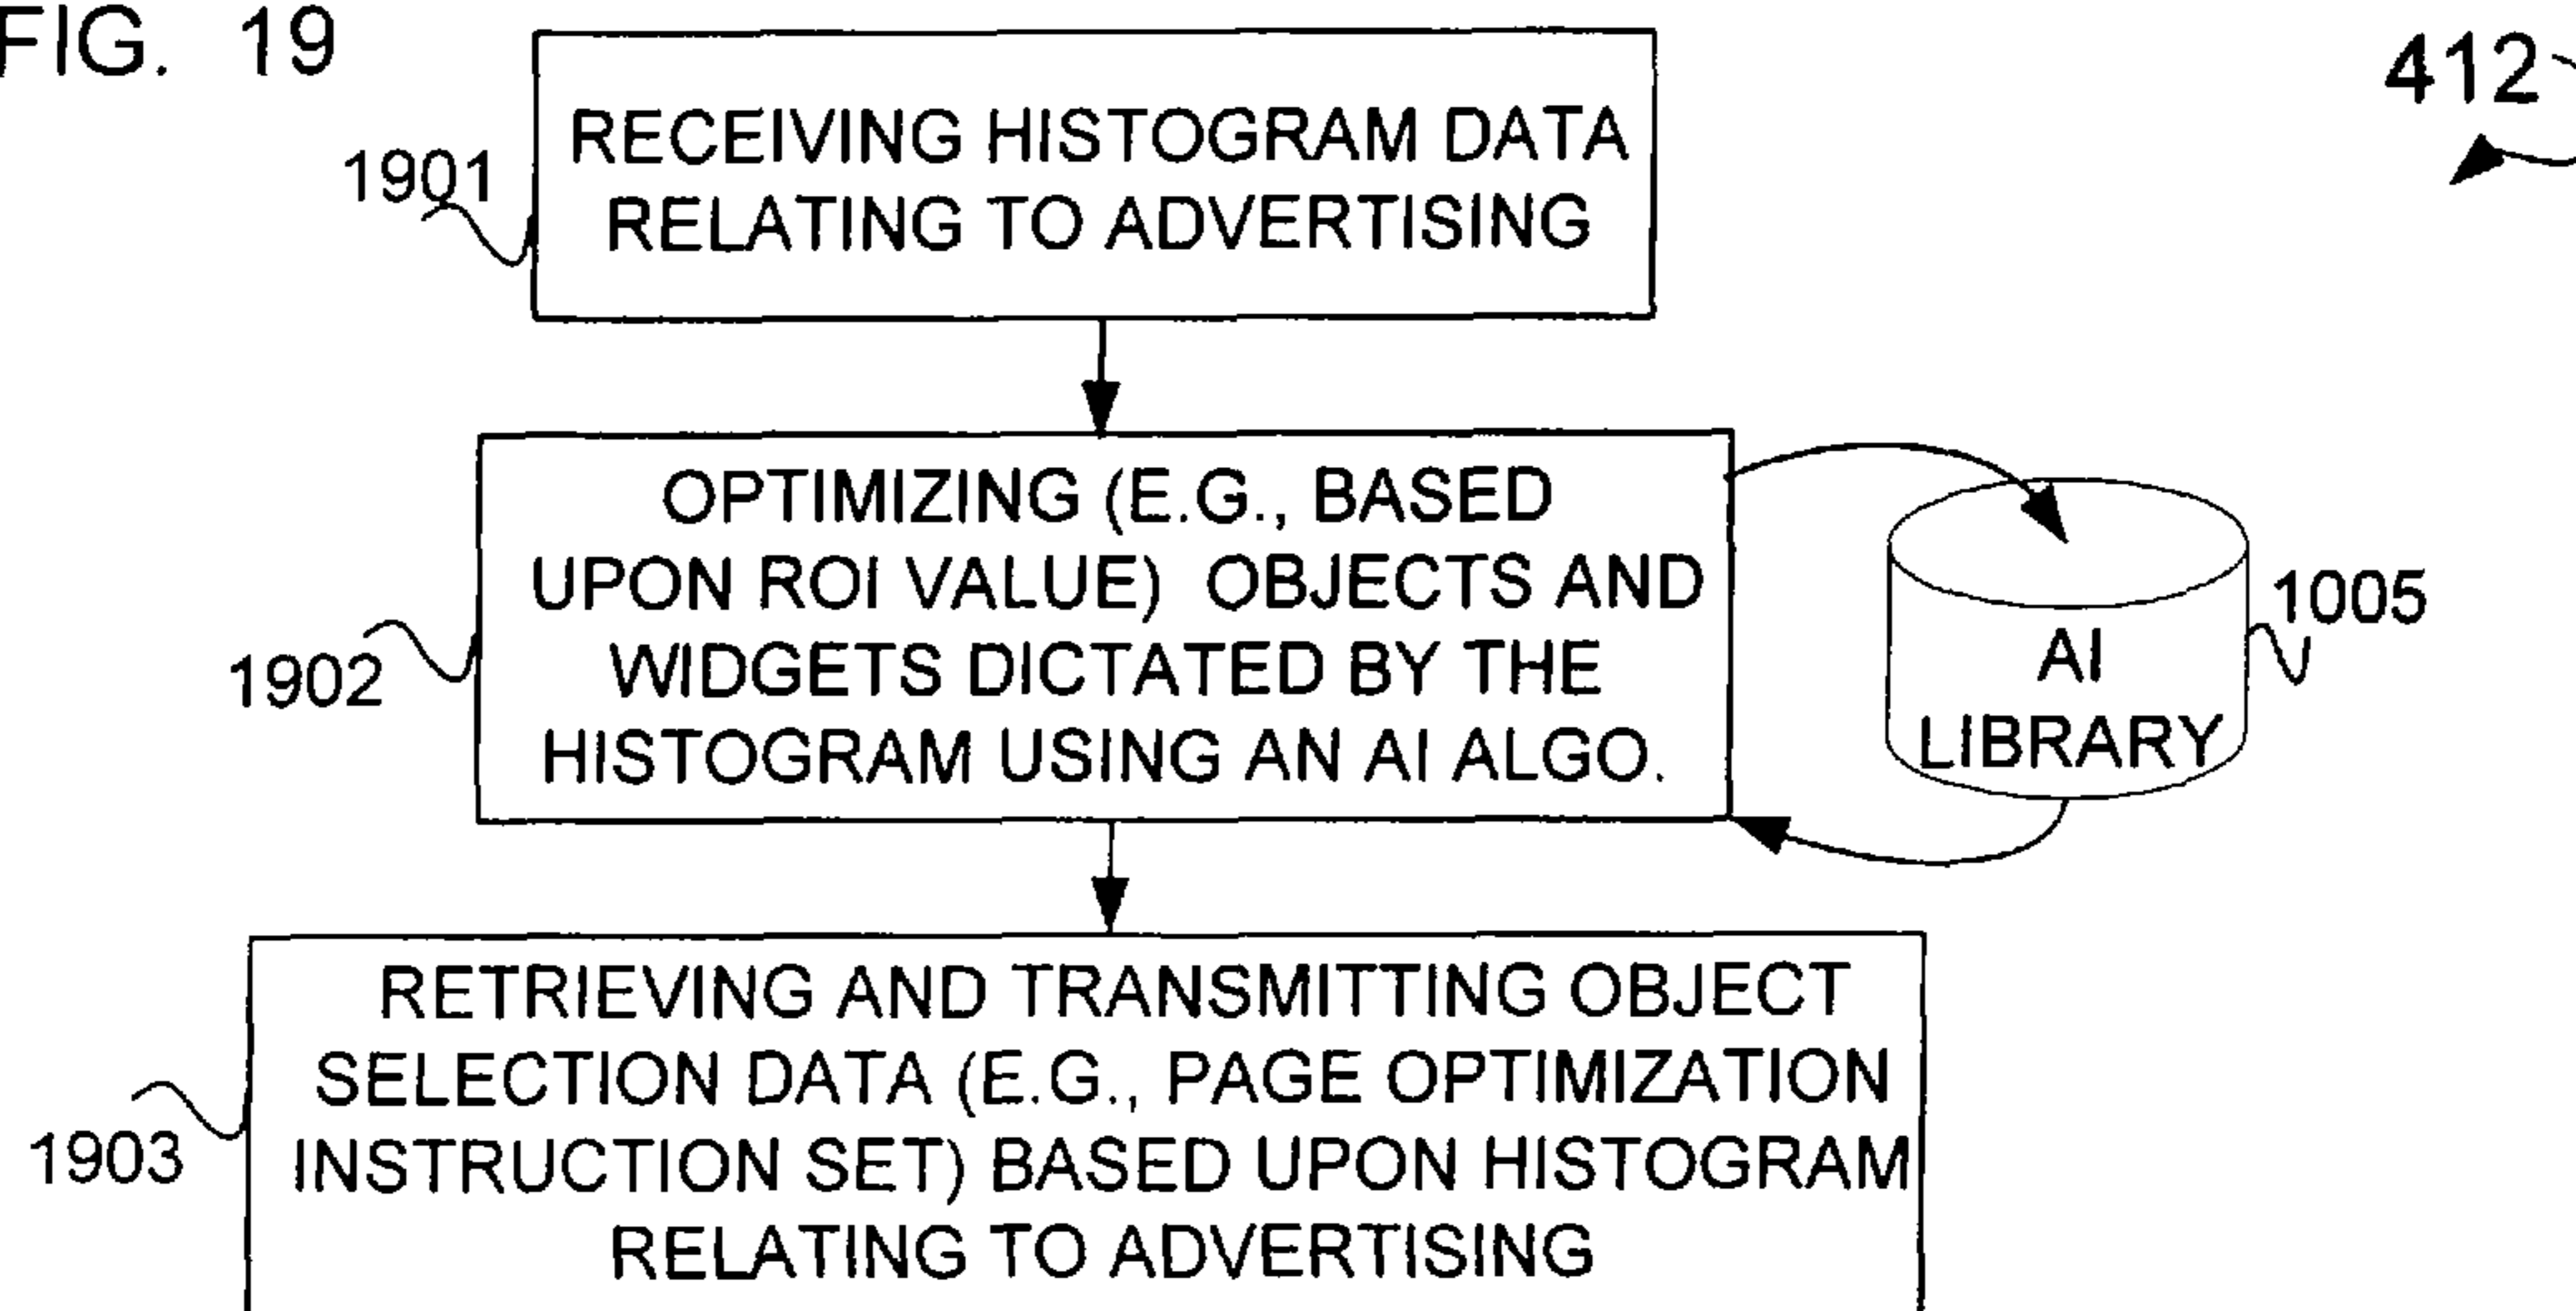 FIG. 19
412
1901
RECEIVING HISTOGRAM DATA
RELATING TO ADVERTISING
OPTIMIZING (E.G., BASED
UPON ROI VALUE) OBJECTS AND
WIDGETS DICTATED BY THE
HISTOGRAM USING AN AI ALGO.
1902
AI
LIBRARY
1005
RETRIEVING AND TRANSMITTING OBJECT
SELECTION DATA (E.G., PAGE OPTIMIZATION
INSTRUCTION SET) BASED UPON HISTOGRAM
RELATING TO ADVERTISING
1903